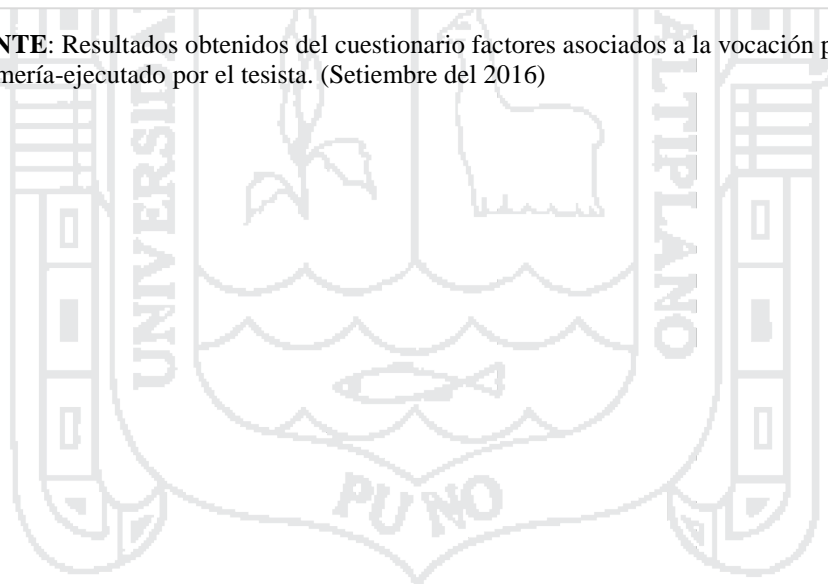 NTE: Resultados obtenidos del cuestionario factores asociados a la vocación p
mería-ejecutado por el tesista. (Setiembre del 2016)
UNIVERSIDA
ALTIPLANO
PUNO